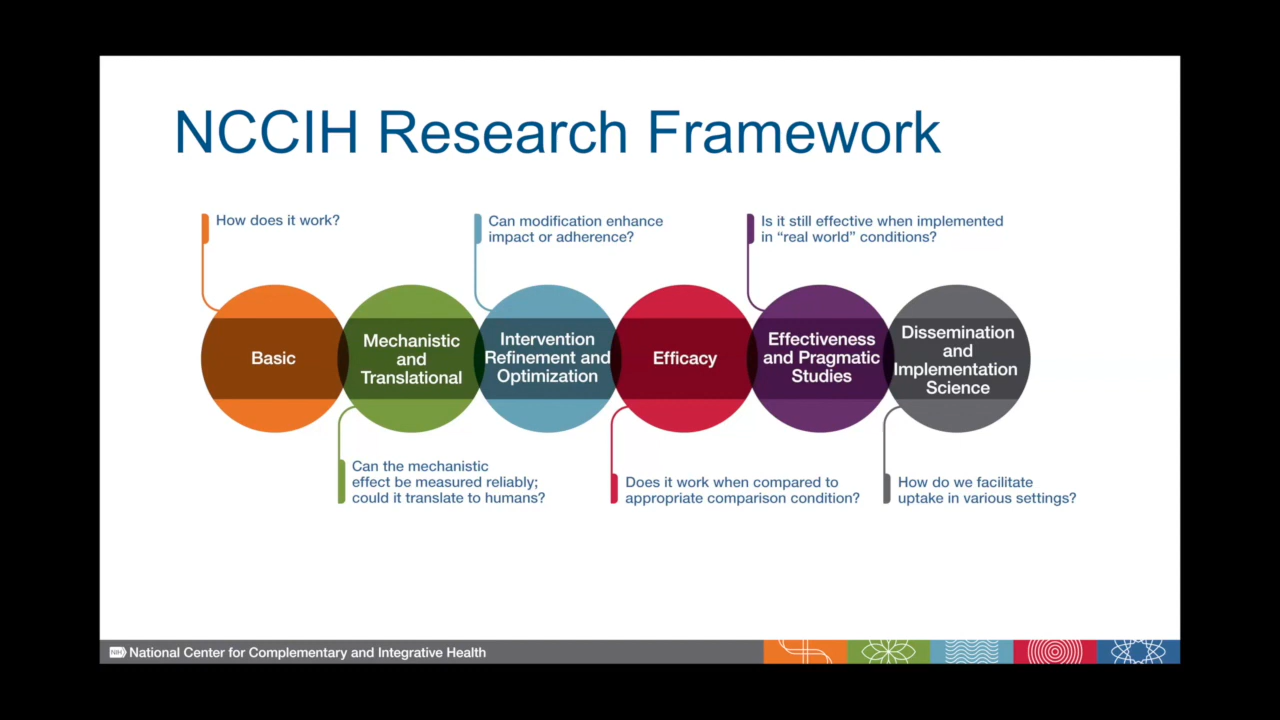 NCCIH Research Framework
How does it work?
Can modification enhance
impact or adherence?
Is it still effective when implemented
in “real world” conditions?
Basic
Mechanistic
and
Translational
Intervention
Refinement and
Optimization
Efficacy
Effectiveness
and Pragmatic
Studies
Dissemination
and
Implementation
Science
Can the mechanistic
effect be measured reliably;
could it translate to humans?
Does it work when compared to
appropriate comparison condition?
How do we facilitate
uptake in various settings?
NIH National Center for Complementary and Integrative Health